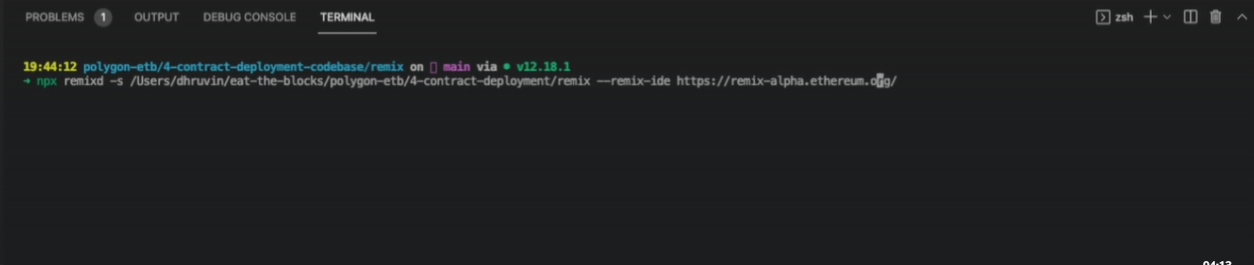 PROBLEMS 1 OUTPUT DEBUG CONSOLE TERMINAL zsh
19:44:12 polygon-etb/4-contract-deployment-codebase/remix on main via v12.18.1
npx remixd -s /Users/dhruvin/eat-the-blocks/polygon-etb/4-contract-deployment/remix --remix-ide https://remix-alpha.ethereum.org/